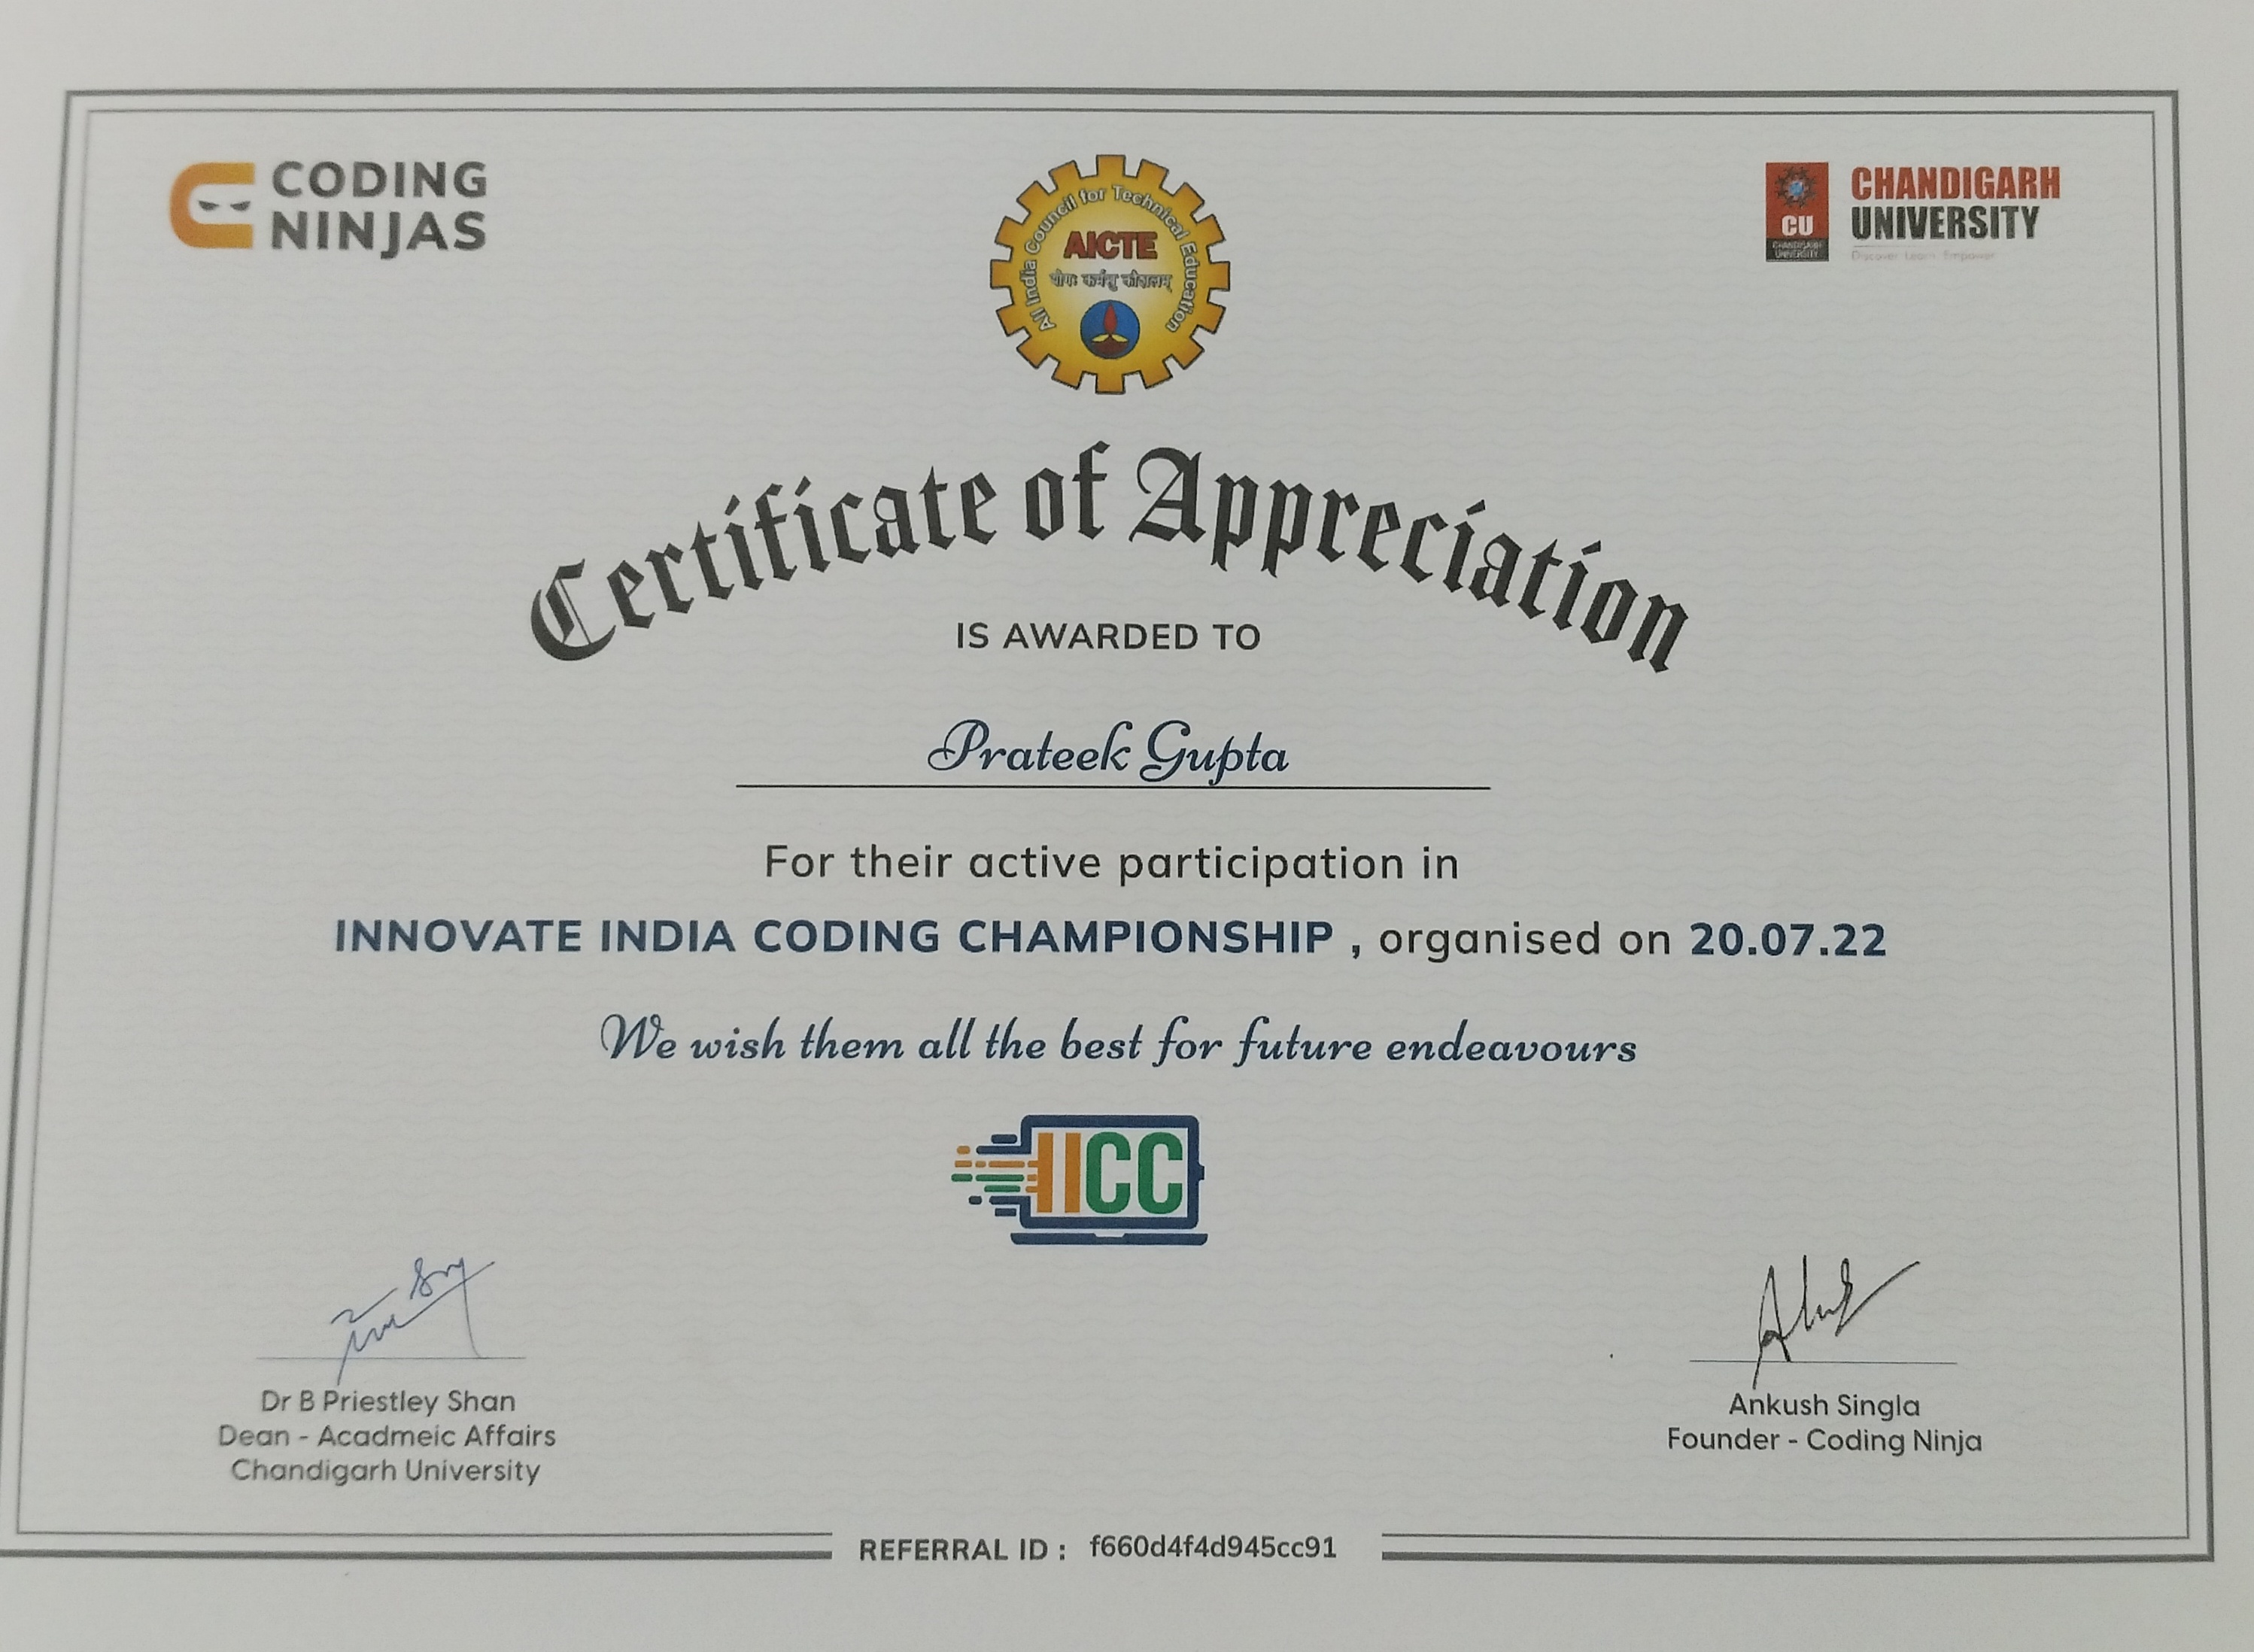 CODING
NINJAS
All India Council for Technical Education
AICTE
योगः कर्मसु कौशलम्
CU
CHANDIGARH
UNIVERSITY
CHANDIGARH
UNIVERSITY
Discover. Learn. Empower.
Certificate of Appreciation
IS AWARDED TO
Prateek Gupta
For their active participation in
INNOVATE INDIA CODING CHAMPIONSHIP , organised on 20.07.22
We wish them all the best for future endeavours
IICC
Dr B Priestley Shan
Dean - Acadmeic Affairs
Chandigarh University
Ankush Singla
Founder - Coding Ninja
REFERRAL ID : f660d4f4d945cc91